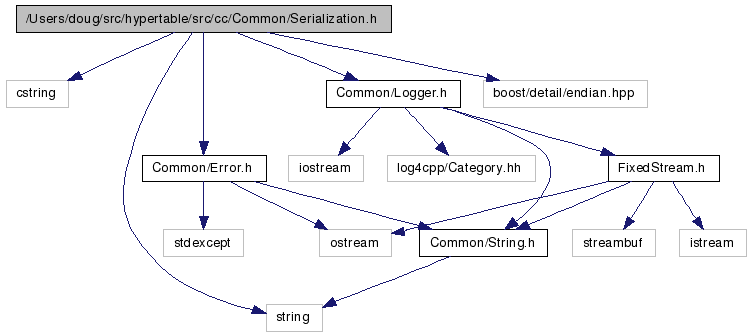 /Users/doug/src/hypertable/src/cc/Common/Serialization.h
cstring
Common/Logger.h
boost/detail/endian.hpp
Common/Error.h
iostream
log4cpp/Category.hh
FixedStream.h
stdexcept
ostream
Common/String.h
streambuf
istream
string